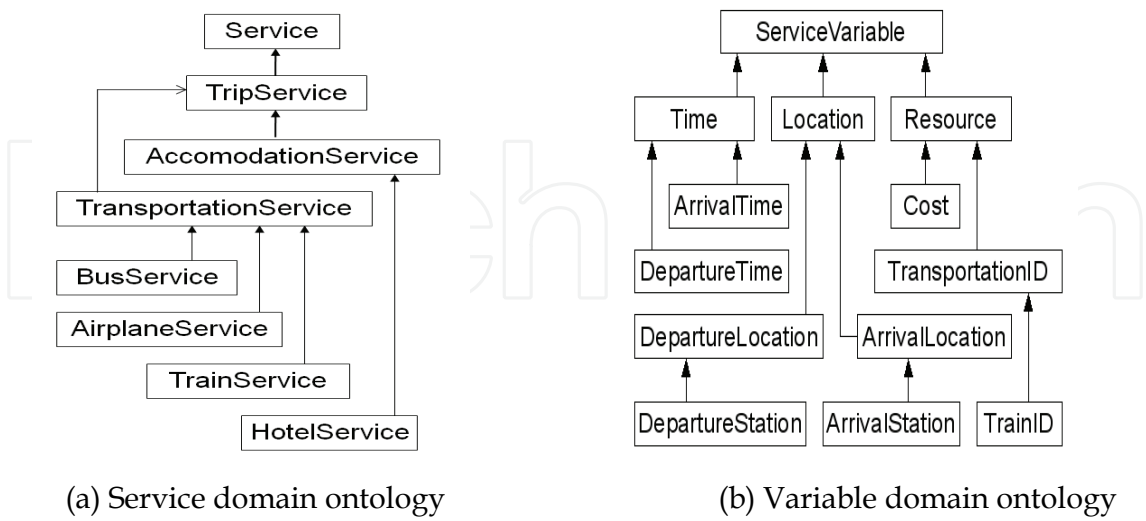 Service
TripService
AccomodationService
TransportationService
BusService
AirplaneService
TrainService
HotelService
(a) Service domain ontology
ServiceVariable
Time
Location
Resource
ArrivalTime
Cost
DepartureTime
TransportationID
DepartureLocation
ArrivalLocation
DepartureStation
ArrivalStation
TrainID
(b) Variable domain ontology